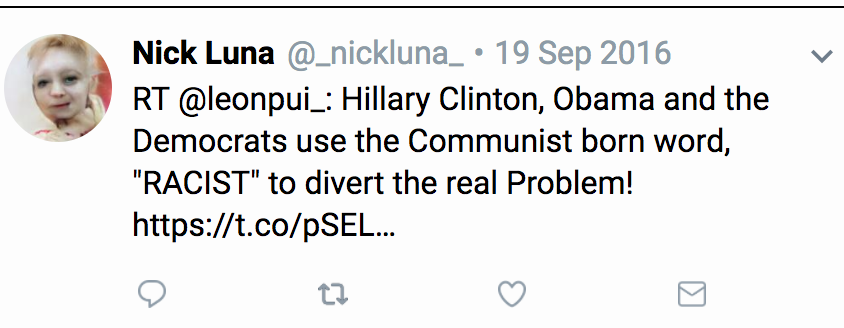 Nick Luna @_nickluna_ • 19 Sep 2016
RT @leonpui_: Hillary Clinton, Obama and the
Democrats use the Communist born word,
"RACIST" to divert the real Problem!
https://t.co/pSEL…